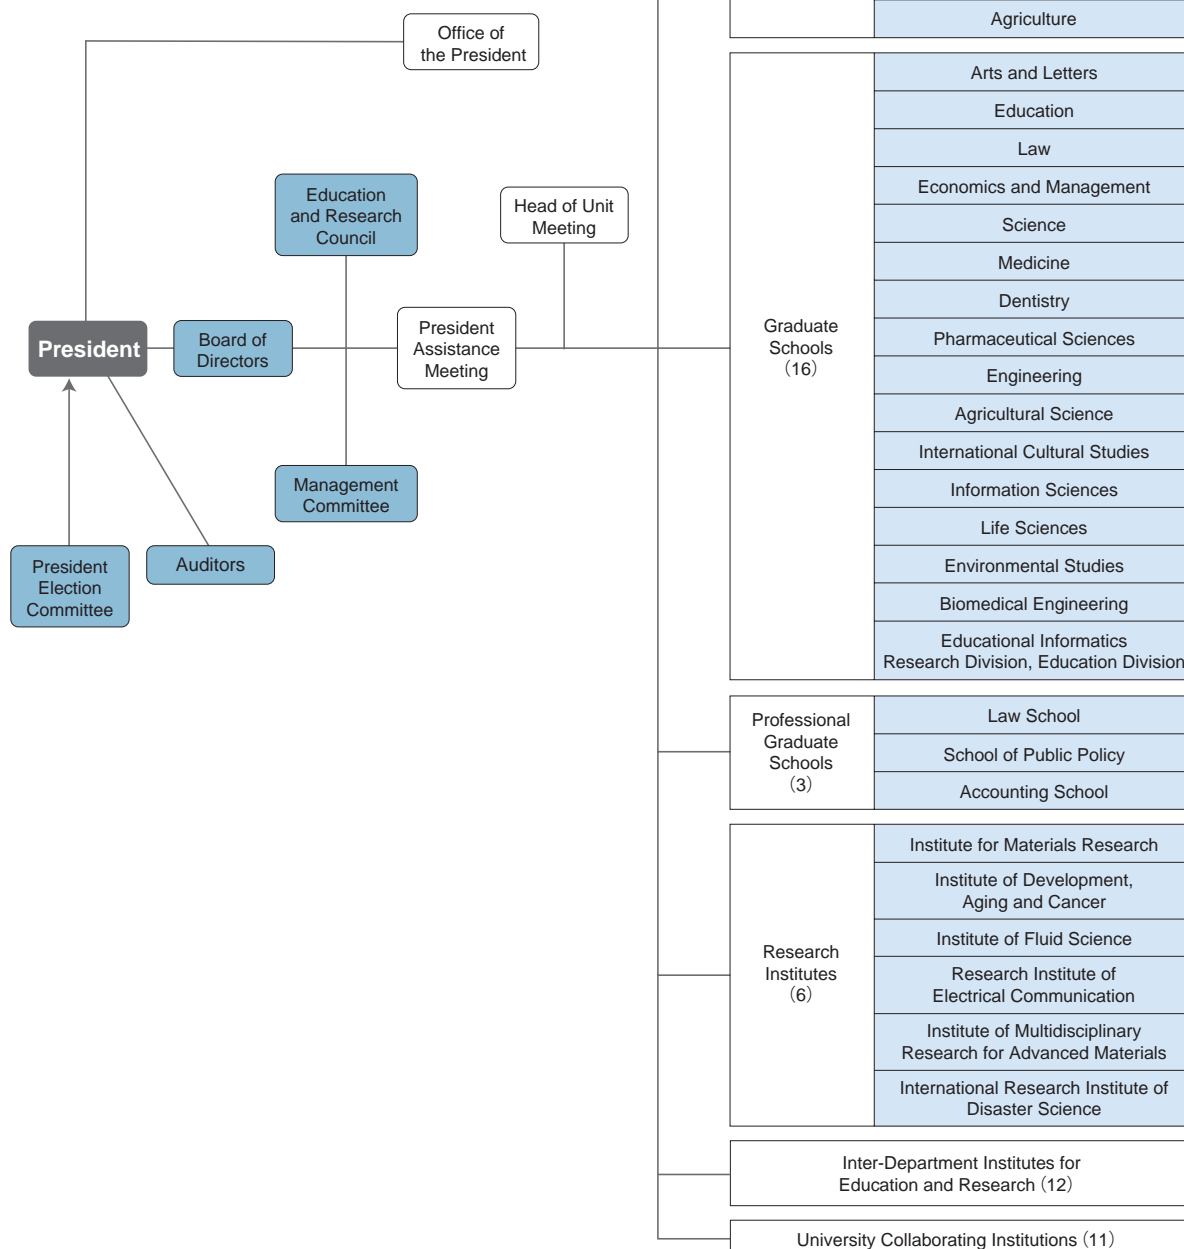 Office of
the President
Education
and Research
Council
Head of Unit
Meeting
President
Board of
Directors
President
Assistance
Meeting
Management
Committee
President
Election
Committee
Auditors
Agriculture
Graduate
Schools
(16)
Arts and Letters
Education
Law
Economics and Management
Science
Medicine
Dentistry
Pharmaceutical Sciences
Engineering
Agricultural Science
International Cultural Studies
Information Sciences
Life Sciences
Environmental Studies
Biomedical Engineering
Educational Informatics
Research Division, Education Division
Professional
Graduate
Schools
(3)
Law School
School of Public Policy
Accounting School
Research
Institutes
(6)
Institute for Materials Research
Institute of Development,
Aging and Cancer
Institute of Fluid Science
Research Institute of
Electrical Communication
Institute of Multidisciplinary
Research for Advanced Materials
International Research Institute of
Disaster Science
Inter-Department Institutes for
Education and Research (12)
University Collaborating Institutions (11)